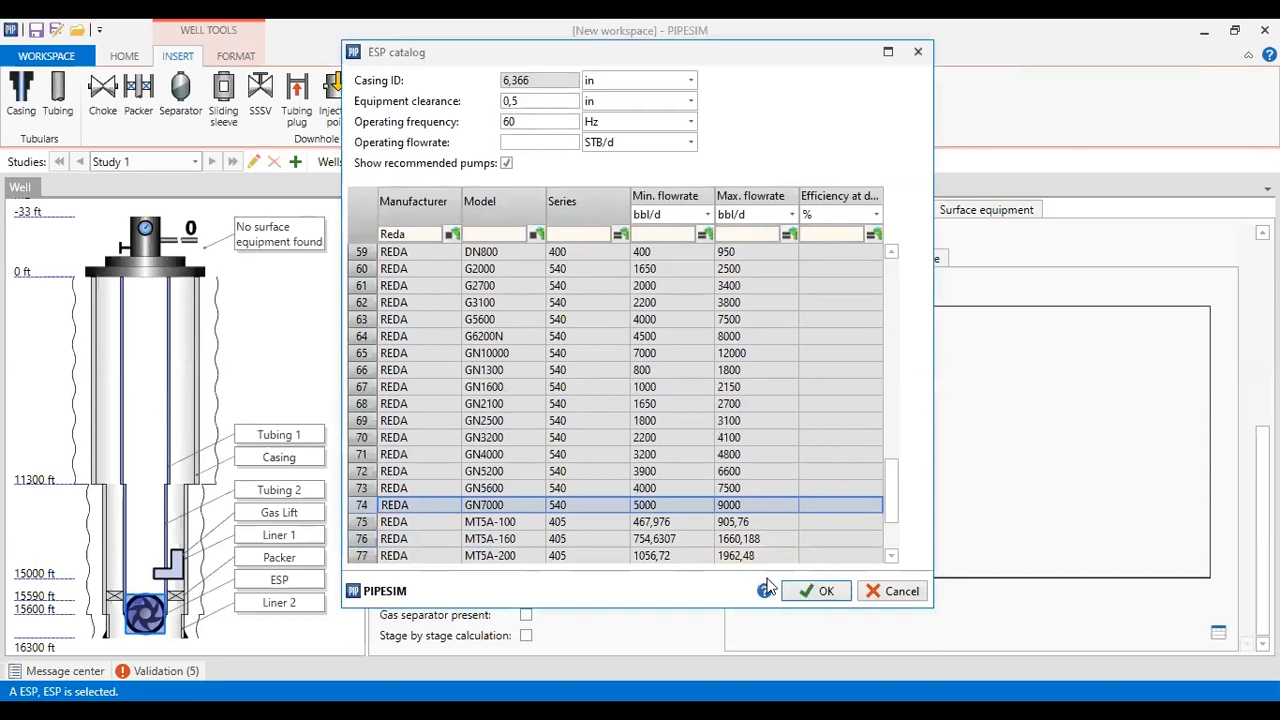 PIP
WELL TOOLS
[New workspace] - PIPESIM
WORKSPACE
HOME
INSERT
FORMAT
Casing
Tubing
Choke
Packer
Separator
Sliding sleeve
SSSV
Tubing plug
Tubulars
Downhole
Studies:
Study 1
Well
-33 ft
0
No surface
equipment found
0 ft
Tubing 1
Casing
11300 ft
Tubing 2
Gas Lift
Liner 1
Packer
15000 ft
ESP
15590 ft
15600 ft
Liner 2
16300 ft
PIP ESP catalog
Casing ID: 6,366 in
Equipment clearance: 0,5 in
Operating frequency: 60 Hz
Operating flowrate: STB/d
Show recommended pumps:
Manufacturer Model Series Min. flowrate Max. flowrate Efficiency at d...
bbl/d bbl/d %
Reda
59 REDA DN800 400 400 950
60 REDA G2000 540 1650 2500
61 REDA G2700 540 2000 3400
62 REDA G3100 540 2200 3800
63 REDA G5600 540 4000 7500
64 REDA G6200N 540 4500 8000
65 REDA GN10000 540 7000 12000
66 REDA GN1300 540 800 1800
67 REDA GN1600 540 1000 2150
68 REDA GN2100 540 1650 2700
69 REDA GN2500 540 1800 3100
70 REDA GN3200 540 2200 4100
71 REDA GN4000 540 3200 4800
72 REDA GN5200 540 3900 6600
73 REDA GN5600 540 4000 7500
74 REDA GN7000 540 5000 9000
75 REDA MT5A-100 405 467,976 905,76
76 REDA MT5A-160 405 754,6307 1660,188
77 REDA MT5A-200 405 1056,72 1962,48
PIP PIPESIM
? OK Cancel
Surface equipment
Gas separator present:
Stage by stage calculation:
Message center
Validation (5)
A ESP, ESP is selected.